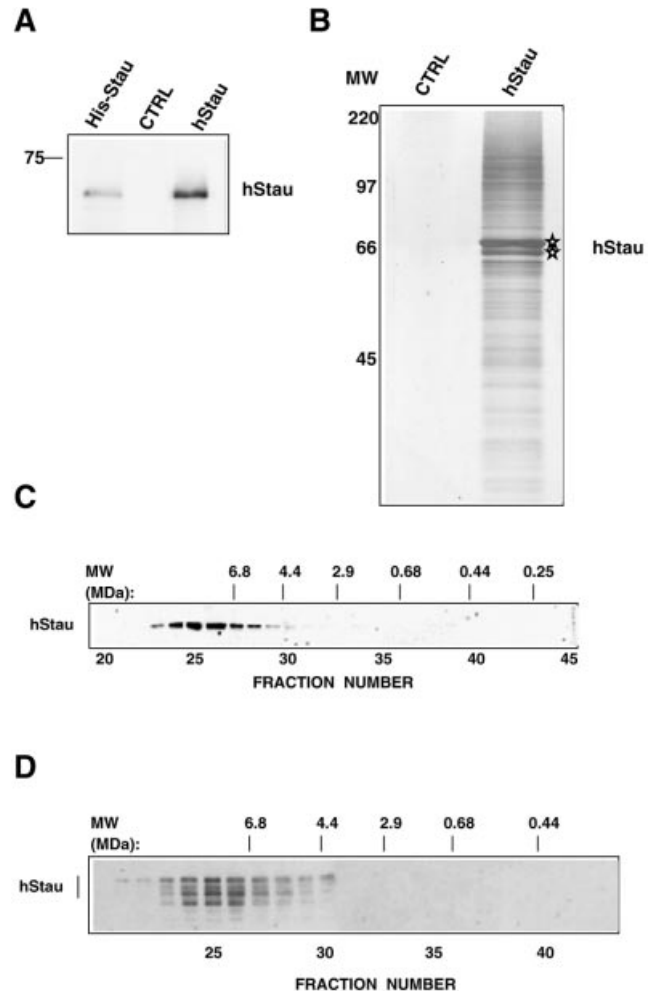 A
His-Stau CTRL hStau
75
hStau
B
MW CTRL hStau
220
97
66
hStau
45
C
MW 6.8 4.4 2.9 0.68 0.44 0.25
(MDa):
hStau
20 25 30 35 40 45
FRACTION NUMBER
D
MW 6.8 4.4 2.9 0.68 0.44
(MDa):
hStau
25 30 35 40
FRACTION NUMBER